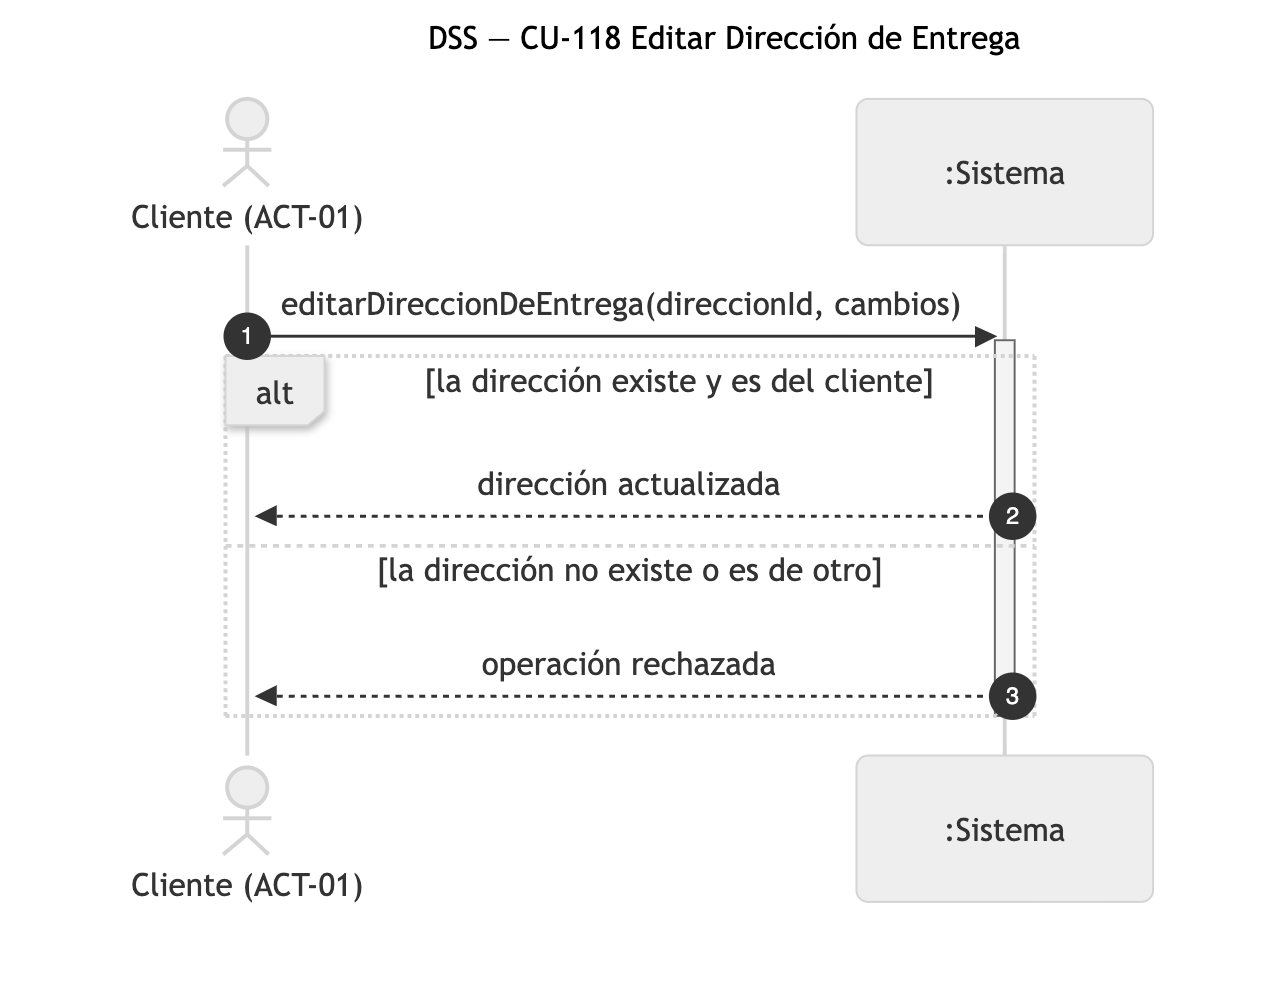 DSS — CU-118 Editar Dirección de Entrega
Cliente (ACT-01)
:Sistema
editarDireccionDeEntrega(direccionId, cambios)
1
alt
[la dirección existe y es del cliente]
dirección actualizada
2
[la dirección no existe o es de otro]
operación rechazada
3
Cliente (ACT-01)
:Sistema